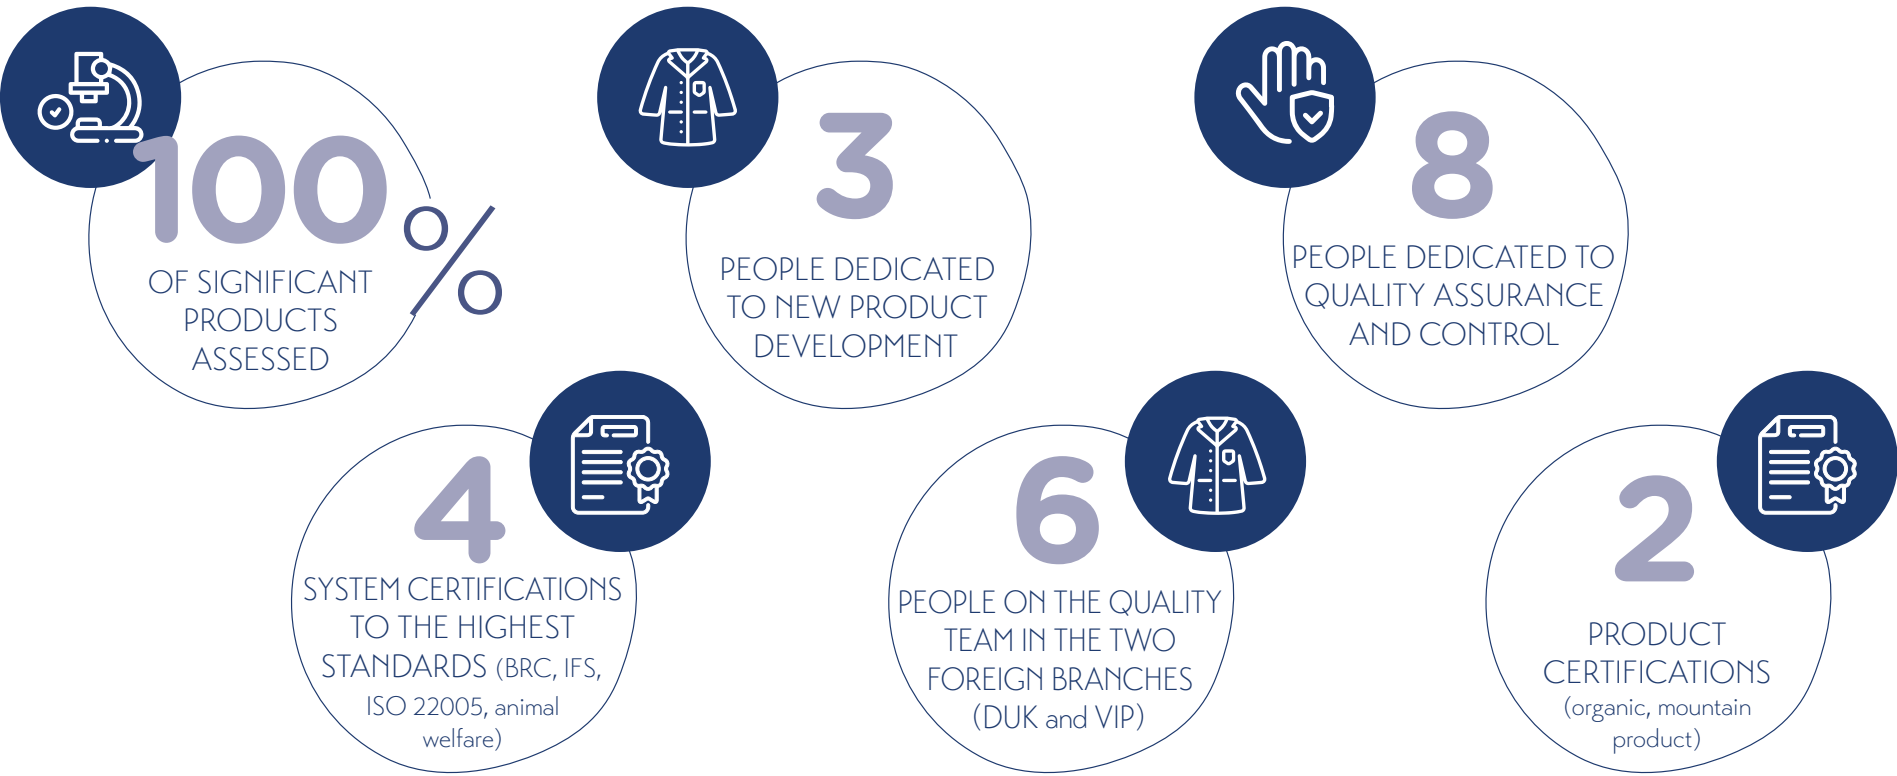 100%
OF SIGNIFICANT
PRODUCTS
ASSESSED
3
PEOPLE DEDICATED
TO NEW PRODUCT
DEVELOPMENT
8
PEOPLE DEDICATED TO
QUALITY ASSURANCE
AND CONTROL
4
SYSTEM CERTIFICATIONS
TO THE HIGHEST
STANDARDS (BRC, IFS,
ISO 22005, animal
welfare)
6
PEOPLE ON THE QUALITY
TEAM IN THE TWO
FOREIGN BRANCHES
(DUK and VIP)
2
PRODUCT
CERTIFICATIONS
(organic, mountain
product)